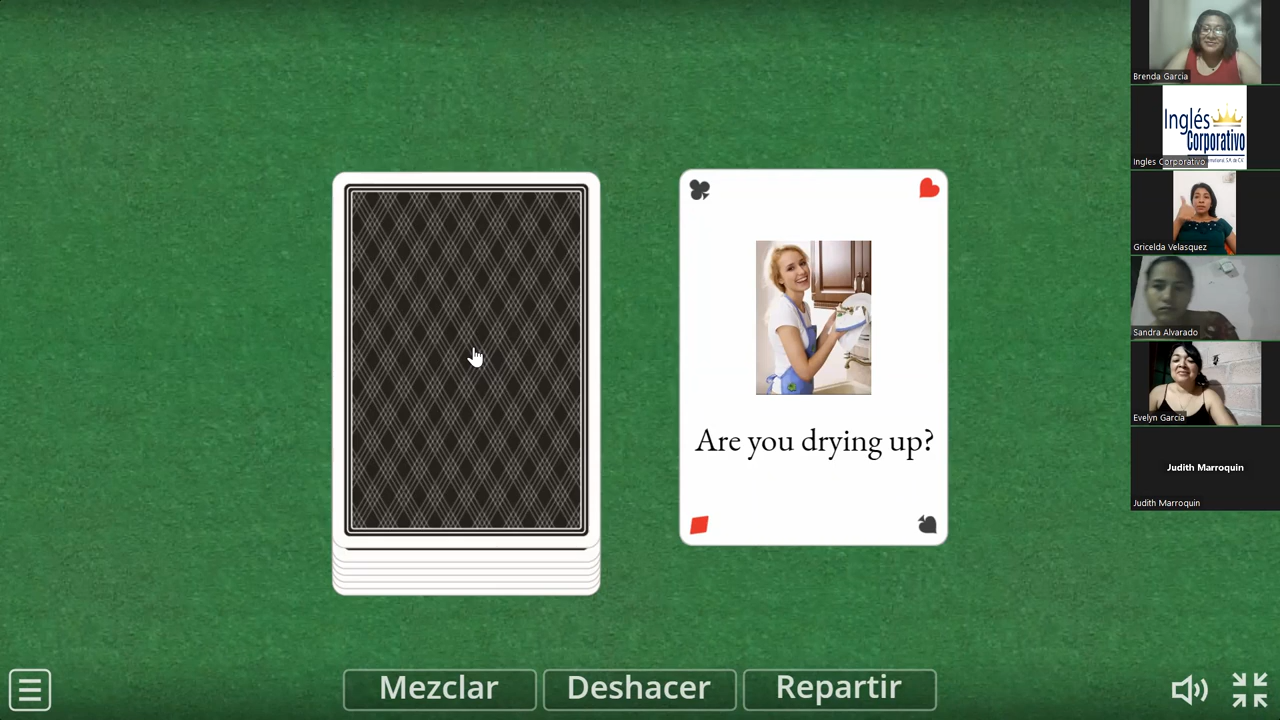 Are you drying up?
Mezclar
Deshacer
Repartir
Brenda Garcia
Inglés
Corporativo
Ingles Corporativo
Gricelda Velasquez
Sandra Alvarado
Evelyn García
Judith Marroquin
Judith Marroquin